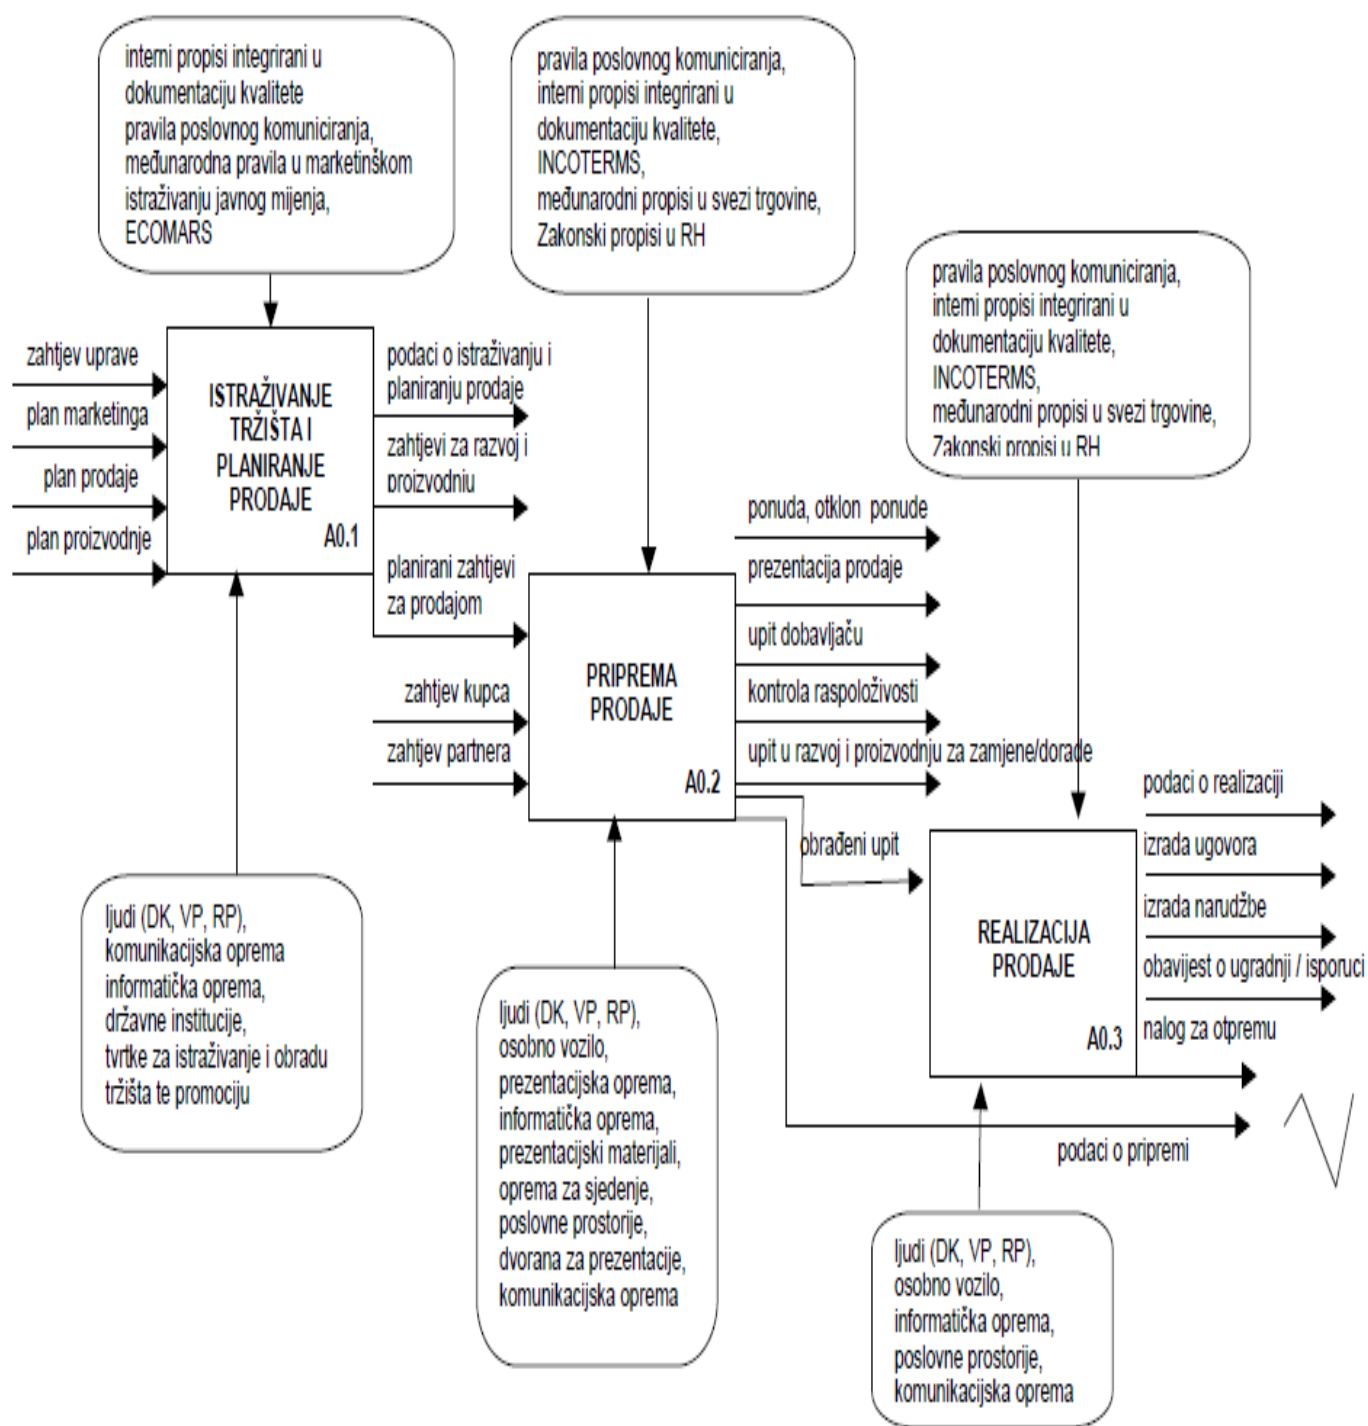 interni propisi integrirani u
dokumentaciju kvalitete
pravila poslovnog komuniciranja,
međunarodna pravila u marketinškom
istraživanju javnog mijenja,
ECOMARS
pravila poslovnog komuniciranja,
interni propisi integrirani u
dokumentaciju kvalitete,
INCOTERMS,
međunarodni propisi u svezi trgovine,
Zakonski propisi u RH
pravila poslovnog komuniciranja,
interni propisi integrirani u
dokumentaciju kvalitete,
INCOTERMS,
međunarodni propisi u svezi trgovine,
Zakonski propisi u RH
zahtjev uprave
plan marketinga
plan prodaje
plan proizvodnje
ISTRAŽIVANJE
TRŽIŠTA I
PLANIRANJE
PRODAJE
A0.1
podaci o istraživanju i
planiranju prodaje
zahtjevi za razvoj i
proizvodnju
planirani zahtjevi
za prodajom
zahtjev kupca
zahtjev partnera
PRIPREMA
PRODAJE
A0.2
ponuda, otklon ponude
prezentacija prodaje
upit dobavljaču
kontrola raspoloživosti
upit u razvoj i proizvodnju za zamjene/dorade
obrađeni upit
REALIZACIJA
PRODAJE
A0.3
podaci o realizaciji
izrada ugovora
izrada narudžbe
obavijest o ugradnji / isporuci
nalog za otpremu
podaci o pripremi
ljudi (DK, VP, RP),
komunikacijska oprema
informatička oprema,
državne institucije,
tvrtke za istraživanje i obradu
tržišta te promociju
ljudi (DK, VP, RP),
osobno vozilo,
prezentacijska oprema,
informatička oprema,
prezentacijski materijali,
oprema za sjedenje,
poslovne prostorije,
dvorana za prezentacije,
komunikacijska oprema
ljudi (DK, VP, RP),
osobno vozilo,
informatička oprema,
poslovne prostorije,
komunikacijska oprema